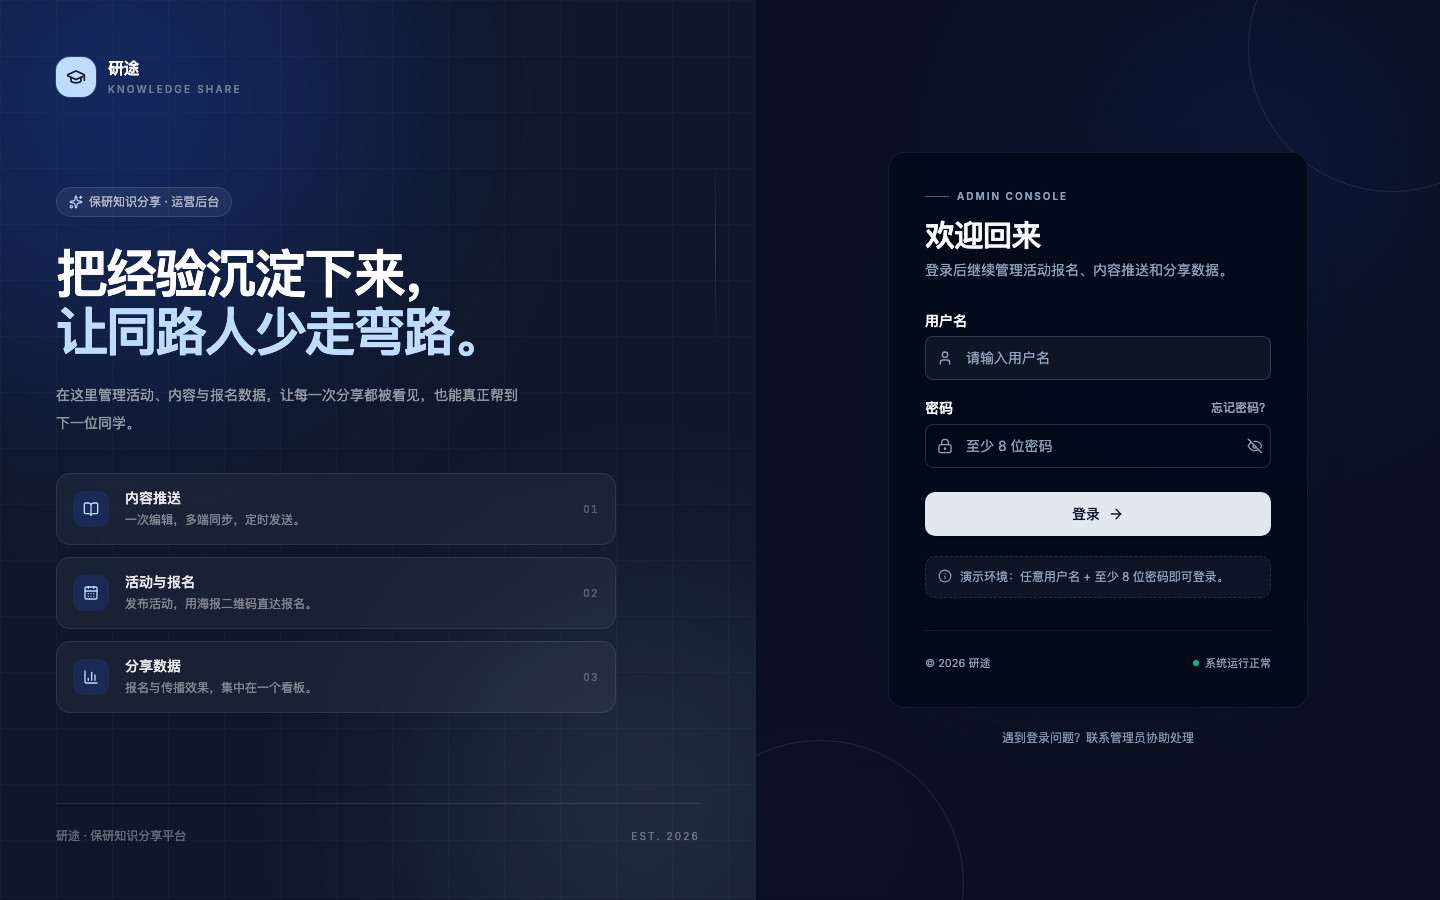 研途
KNOWLEDGE SHARE
保研知识分享 · 运营后台
把经验沉淀下来，
让同路人少走弯路。
在这里管理活动、内容与报名数据，让每一次分享都被看见，也能真正帮到
下一位同学。
内容推送
一次编辑，多端同步，定时发送。
01
活动与报名
发布活动，用海报二维码直达报名。
02
分享数据
报名与传播效果，集中在一个看板。
03
研途 · 保研知识分享平台
EST. 2026
ADMIN CONSOLE
欢迎回来
登录后继续管理活动报名、内容推送和分享数据。
用户名
请输入用户名
密码
忘记密码？
至少 8 位密码
登录
演示环境：任意用户名 + 至少 8 位密码即可登录。
© 2026 研途
系统运行正常
遇到登录问题？联系管理员协助处理